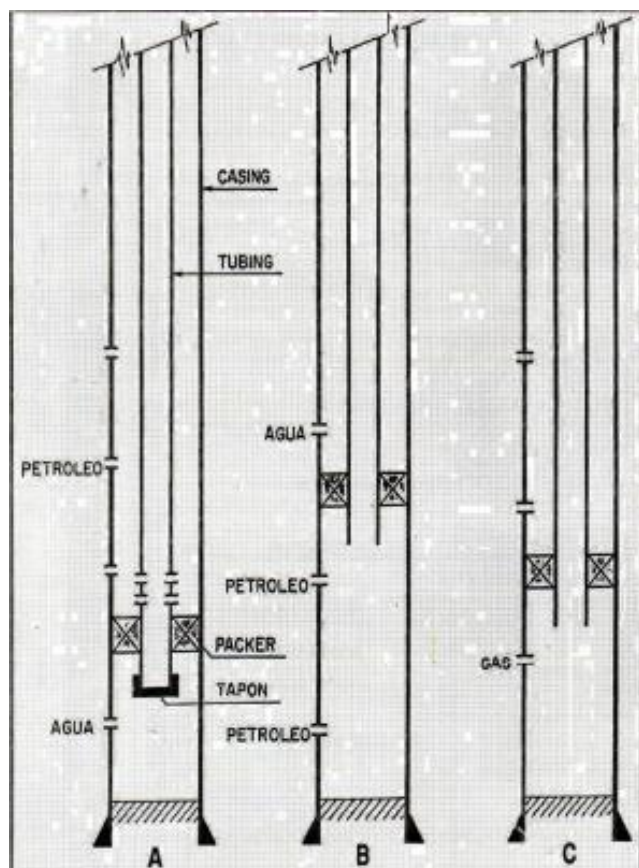 CASING
TUBING
PETROLEO
AGUA
PETROLEO
PACKER
GAS
TAPON
AGUA
PETROLEO
A
B
C